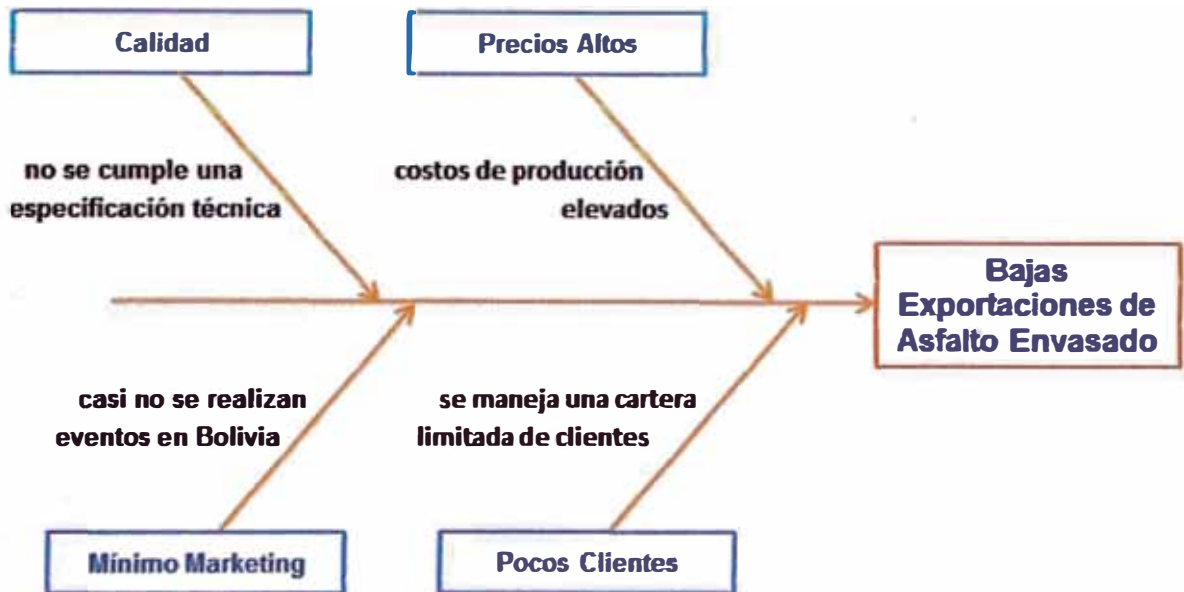 Calidad
Precios Altos
no se cumple una
especificación técnica
costos de producción
elevados
Bajas
Exportaciones de
Asfalto Envasado
casi no se realizan
eventos en Bolivia
se maneja una cartera
limitada de clientes
Mínimo Marketing
Pocos Clientes